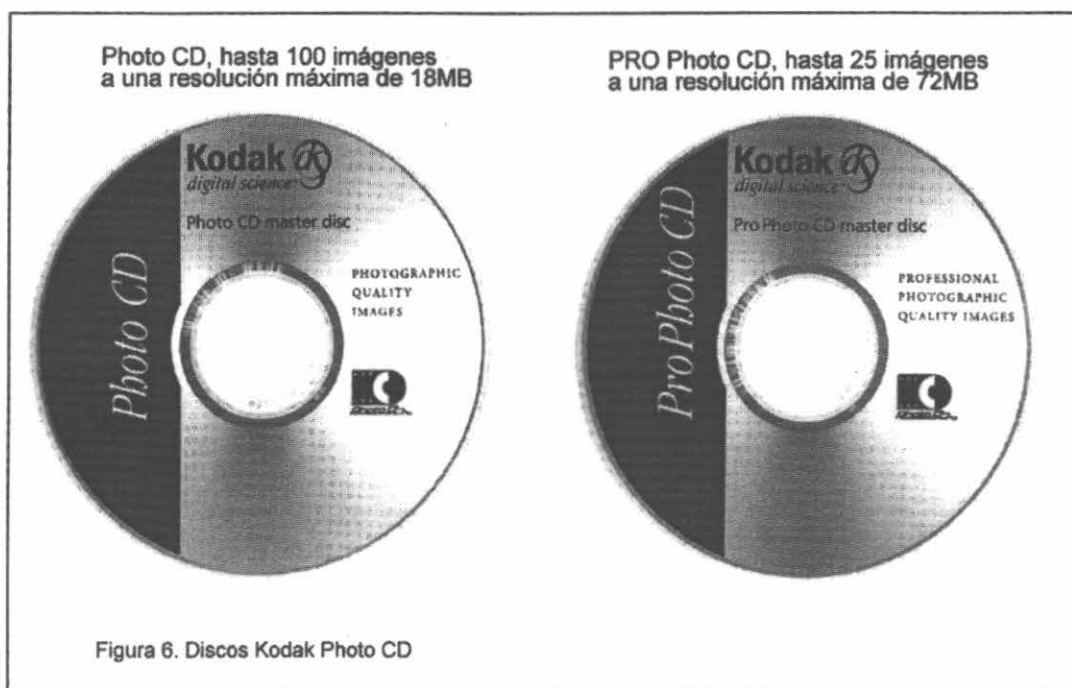 Photo CD, hasta 100 imágenes
a una resolución máxima de 18MB
Kodak
digital science
Photo CD master disc
Photo CD
PHOTOGRAPHIC
QUALITY
IMAGES
PRO Photo CD, hasta 25 imágenes
a una resolución máxima de 72MB
Kodak
digital science
Pro Photo CD master disc
Pro Photo CD
PROFESSIONAL
PHOTOGRAPHIC
QUALITY IMAGES
Figura 6. Discos Kodak Photo CD